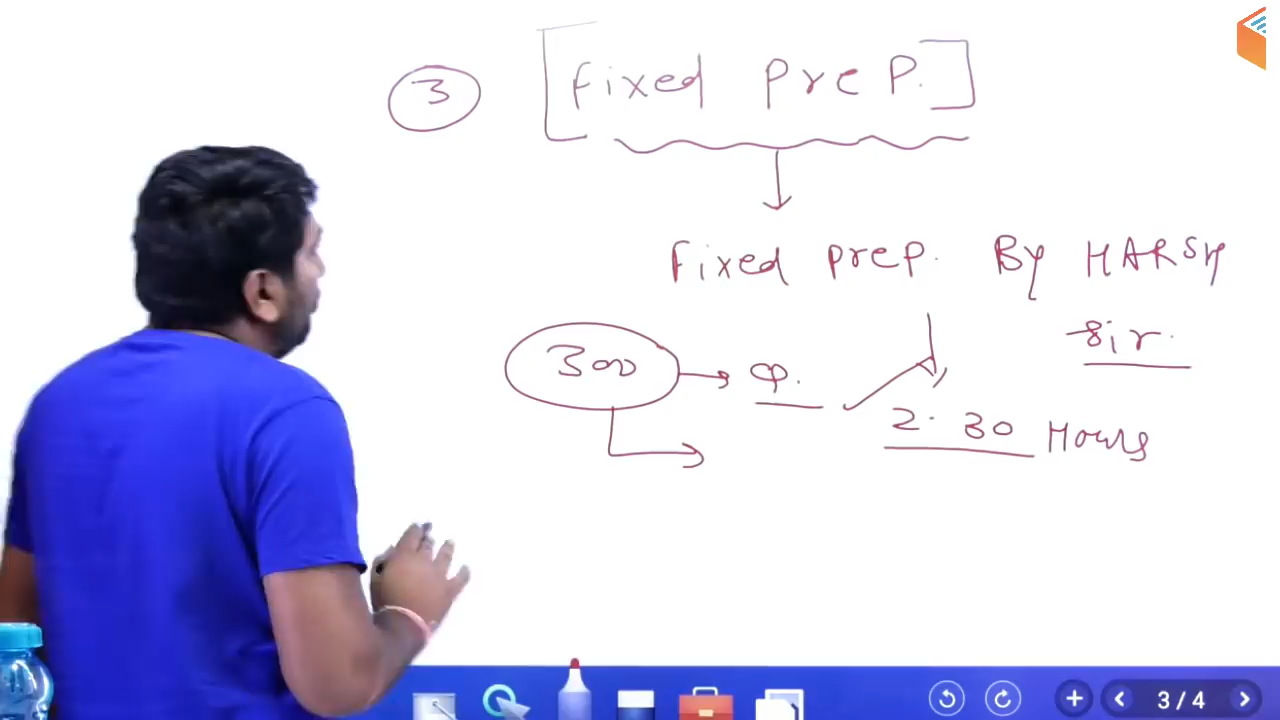 3 [Fixed PreP.]
Fixed PreP. By HARSH
Sir.
300 → Q.
2.30 Hours
3 / 4